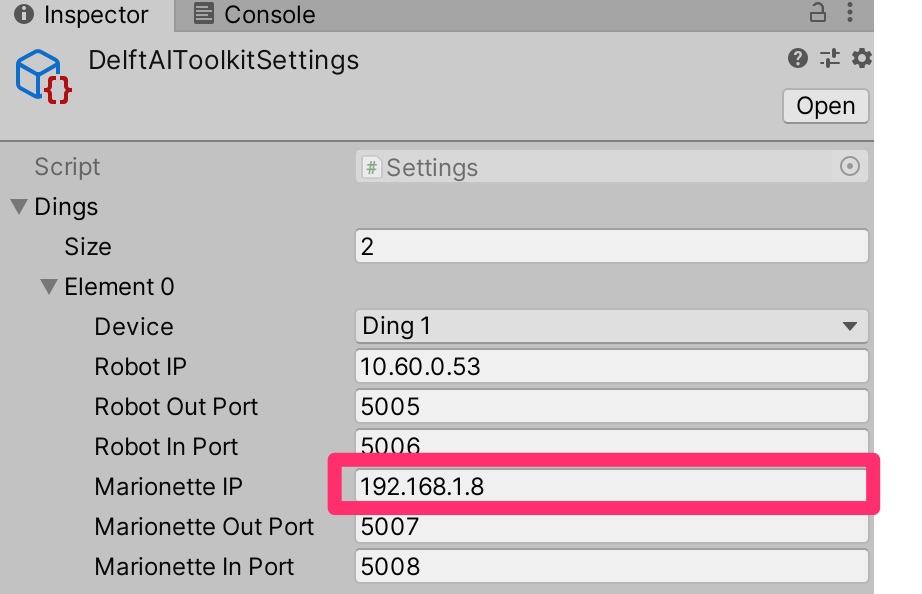 Inspector Console
DelftAIToolkitSettings
Open
Script # Settings
Dings
Size 2
Element 0
Device Ding 1
Robot IP 10.60.0.53
Robot Out Port 5005
Robot In Port 5006
Marionette IP 192.168.1.8
Marionette Out Port 5007
Marionette In Port 5008